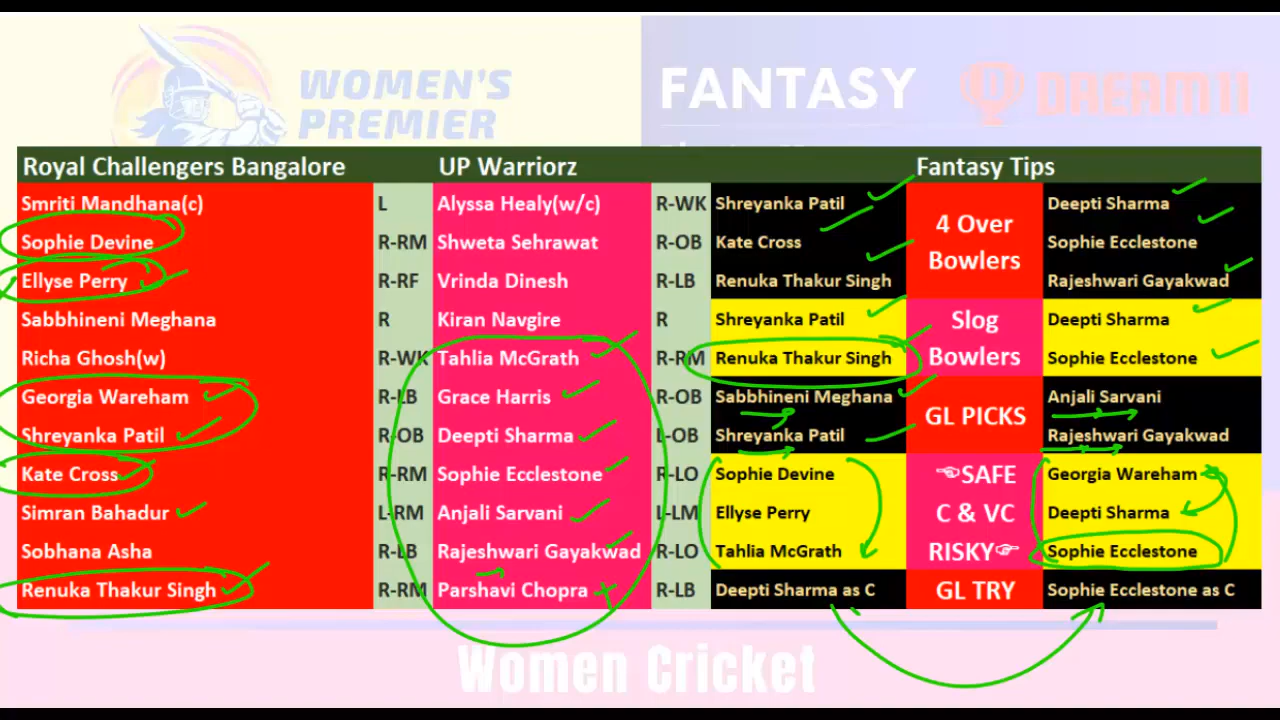 WOMEN'S
PREMIER
FANTASY DREAM11
Royal Challengers Bangalore UP Warriorz Fantasy Tips
Smriti Mandhana(c) L Alyssa Healy(w/c) R-WK Shreyanka Patil 4 Over Bowlers Deepti Sharma
Sophie Devine R-RM Shweta Sehrawat R-OB Kate Cross Sophie Ecclestone
Ellyse Perry R-RF Vrinda Dinesh R-LB Renuka Thakur Singh Rajeshwari Gayakwad
Sabbhineni Meghana R Kiran Navgire R Shreyanka Patil Slog Bowlers Deepti Sharma
Richa Ghosh(w) R-WK Tahlia McGrath R-RM Renuka Thakur Singh Sophie Ecclestone
Georgia Wareham R-LB Grace Harris R-OB Sabbhineni Meghana GL PICKS Anjali Sarvani
Shreyanka Patil R-OB Deepti Sharma L-OB Shreyanka Patil Rajeshwari Gayakwad
Kate Cross R-RM Sophie Ecclestone R-LO Sophie Devine ☜SAFE Georgia Wareham
Simran Bahadur L-RM Anjali Sarvani L-LM Ellyse Perry C & VC Deepti Sharma
Sobhana Asha R-LB Rajeshwari Gayakwad R-LO Tahlia McGrath RISKY☞ Sophie Ecclestone
Renuka Thakur Singh R-RM Parshavi Chopra R-LB Deepti Sharma as C GL TRY Sophie Ecclestone as C
Women Cricket